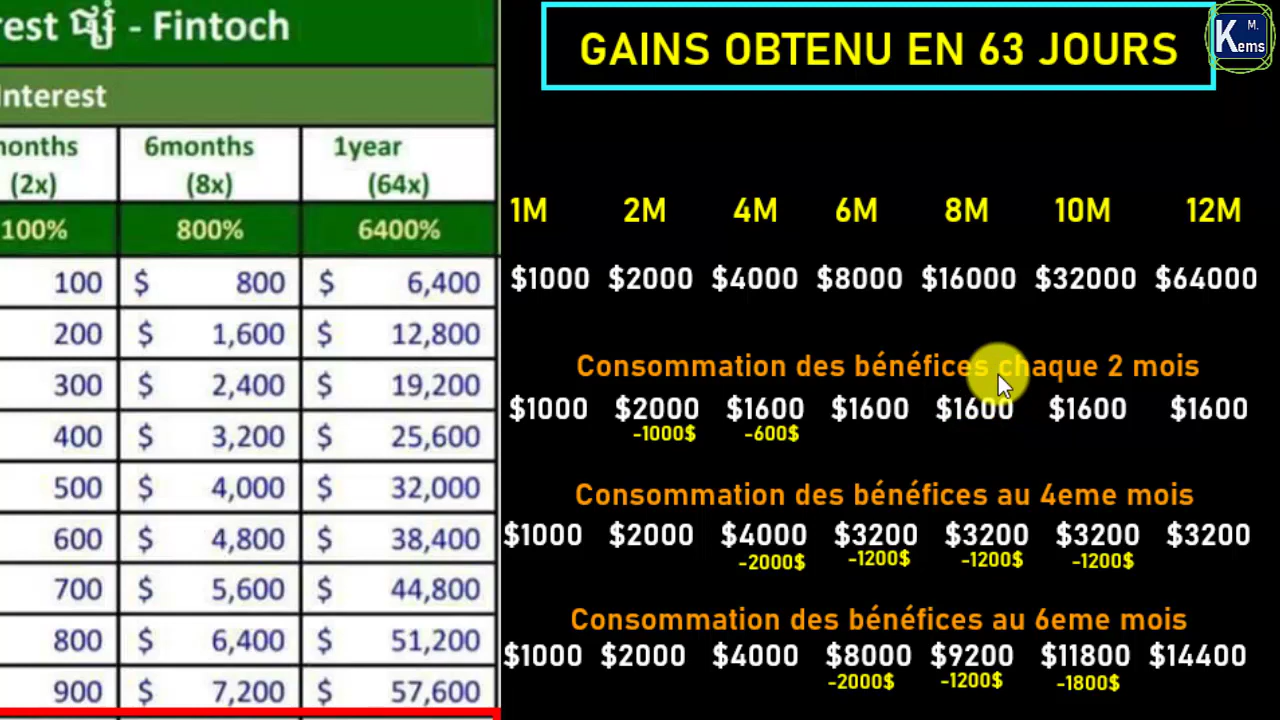 rest ផ្សំ - Fintoch
Interest
months 6months 1year
(2x) (8x) (64x)
100% 800% 6400%
100 $ 800 $ 6,400
200 $ 1,600 $ 12,800
300 $ 2,400 $ 19,200
400 $ 3,200 $ 25,600
500 $ 4,000 $ 32,000
600 $ 4,800 $ 38,400
700 $ 5,600 $ 44,800
800 $ 6,400 $ 51,200
900 $ 7,200 $ 57,600
GAINS OBTENU EN 63 JOURS
M.
Kems
1M 2M 4M 6M 8M 10M 12M
$1000 $2000 $4000 $8000 $16000 $32000 $64000
Consommation des bénéfices chaque 2 mois
$1000 $2000 $1600 $1600 $1600 $1600 $1600
-1000$ -600$
Consommation des bénéfices au 4eme mois
$1000 $2000 $4000 $3200 $3200 $3200 $3200
-2000$ -1200$ -1200$ -1200$
Consommation des bénéfices au 6eme mois
$1000 $2000 $4000 $8000 $9200 $11800 $14400
-2000$ -1200$ -1800$